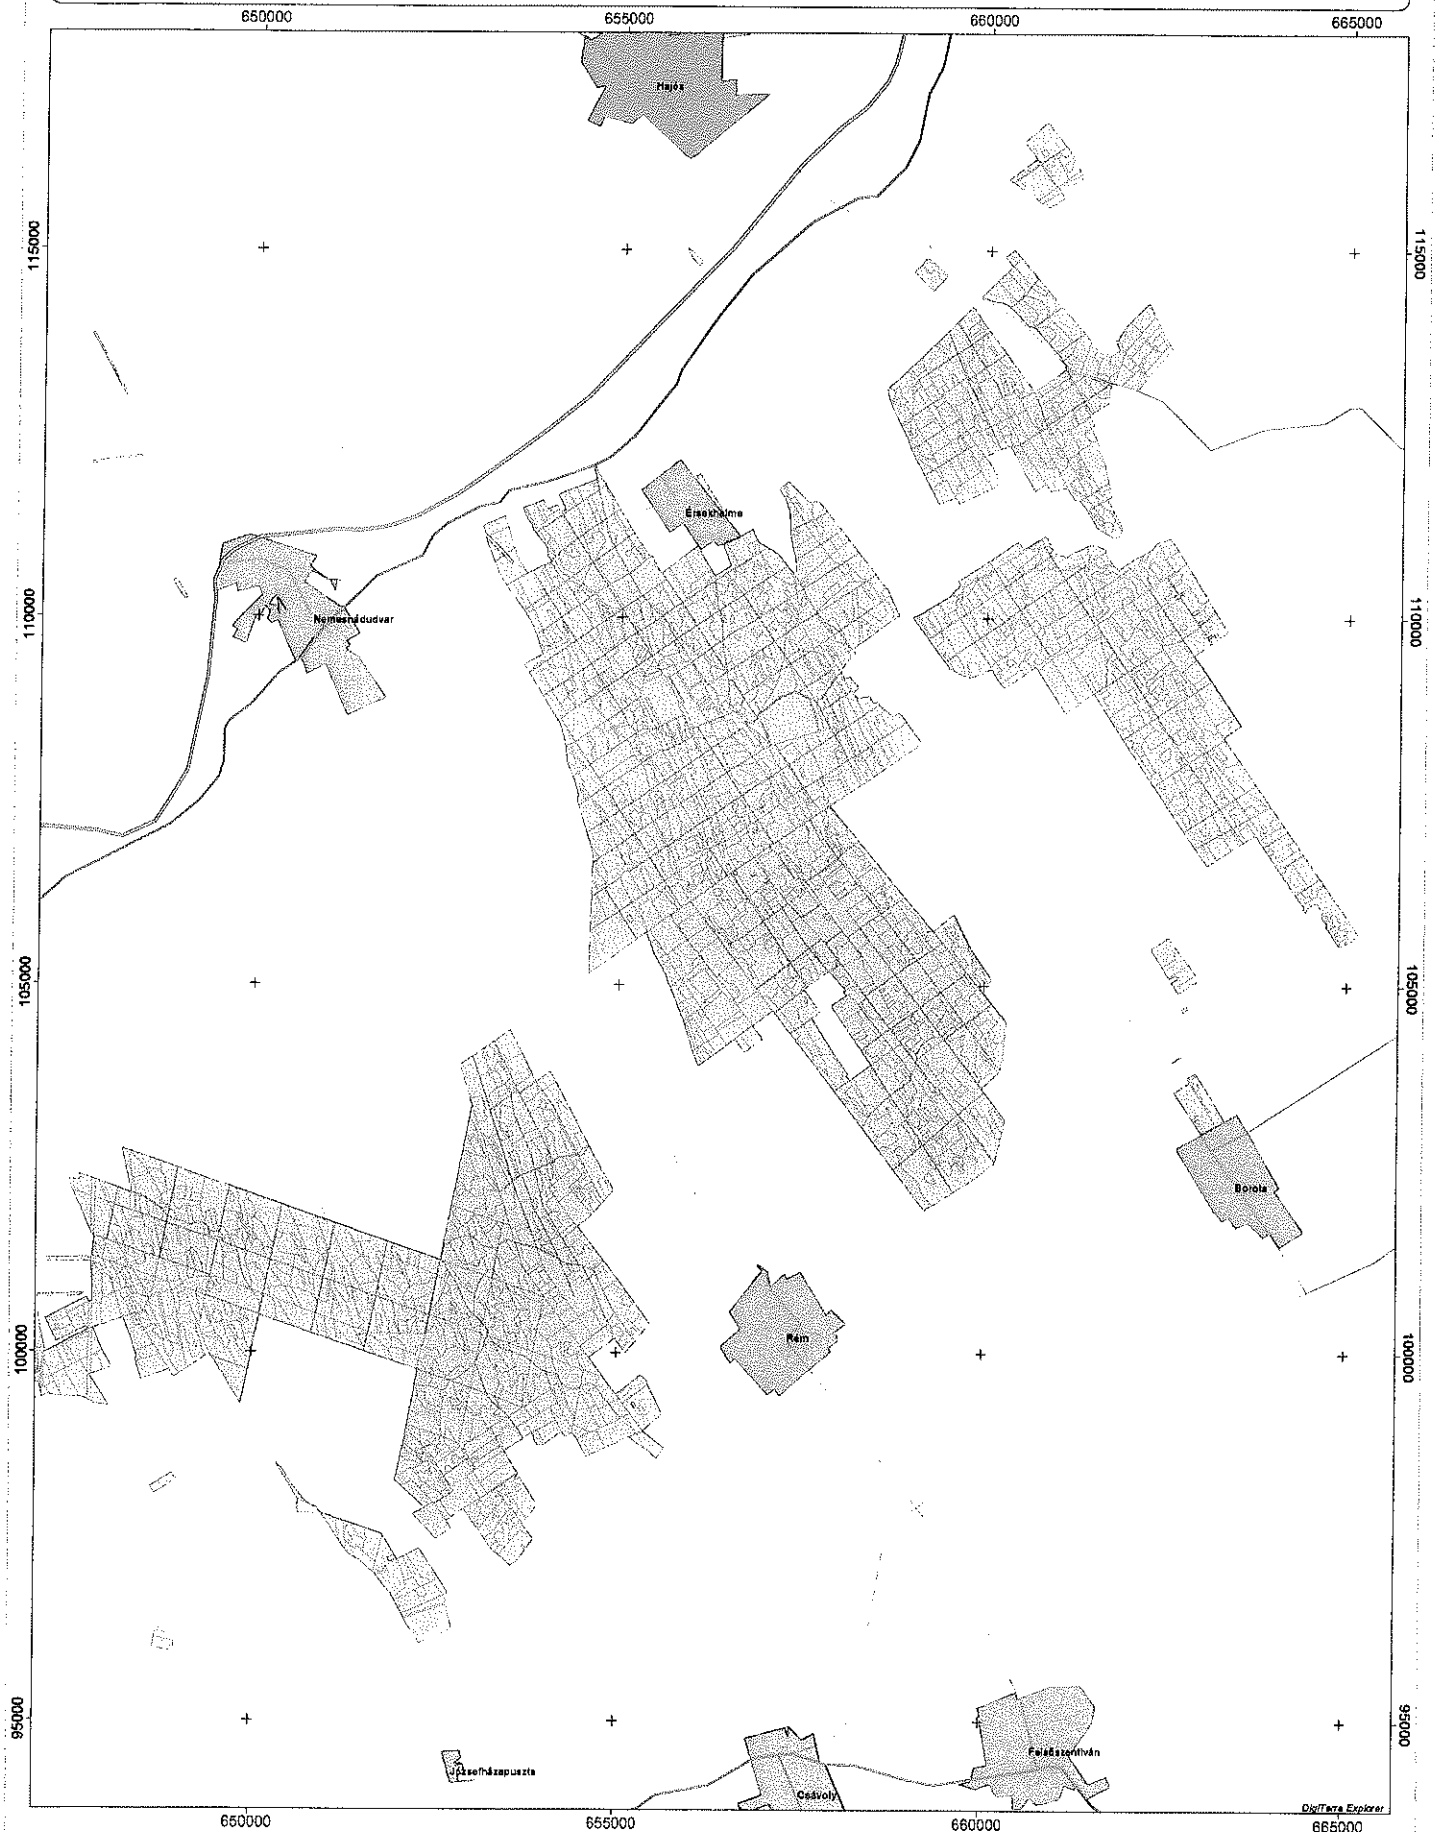 650000 655000 660000 665000
Hajós
115000 115000
Érsekhalma
110000 110000
Nemesnádudvar
105000 105000
Borota
Rém
100000 100000
95000 95000
Felsőszentiván
Józsefházapuszta
Csávoly
DigiTerra Explorer
650000 655000 660000 665000